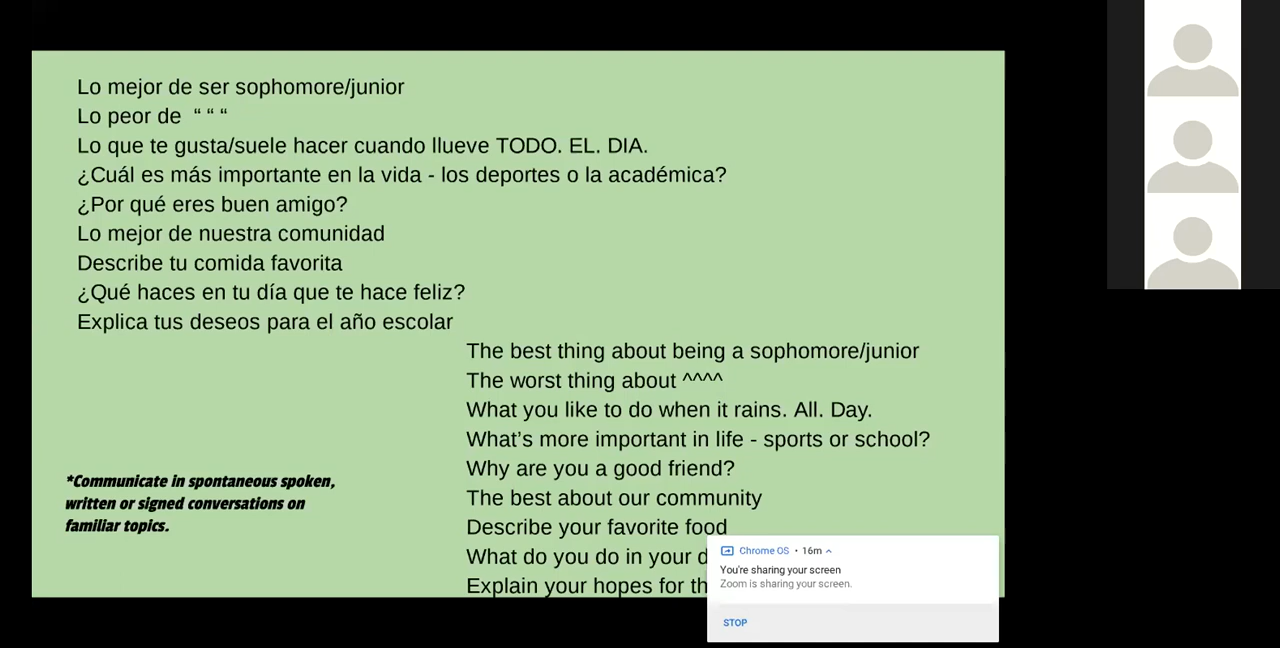 Lo mejor de ser sophomore/junior
Lo peor de “ “ “
Lo que te gusta/suele hacer cuando llueve TODO. EL. DIA.
¿Cuál es más importante en la vida - los deportes o la académica?
¿Por qué eres buen amigo?
Lo mejor de nuestra comunidad
Describe tu comida favorita
¿Qué haces en tu día que te hace feliz?
Explica tus deseos para el año escolar
The best thing about being a sophomore/junior
The worst thing about ^^^^
What you like to do when it rains. All. Day.
What’s more important in life - sports or school?
Why are you a good friend?
The best about our community
Describe your favorite food
What do you do in your
Explain your hopes for
*Communicate in spontaneous spoken,
written or signed conversations on
familiar topics.
Chrome OS • 16m
You're sharing your screen
Zoom is sharing your screen.
STOP